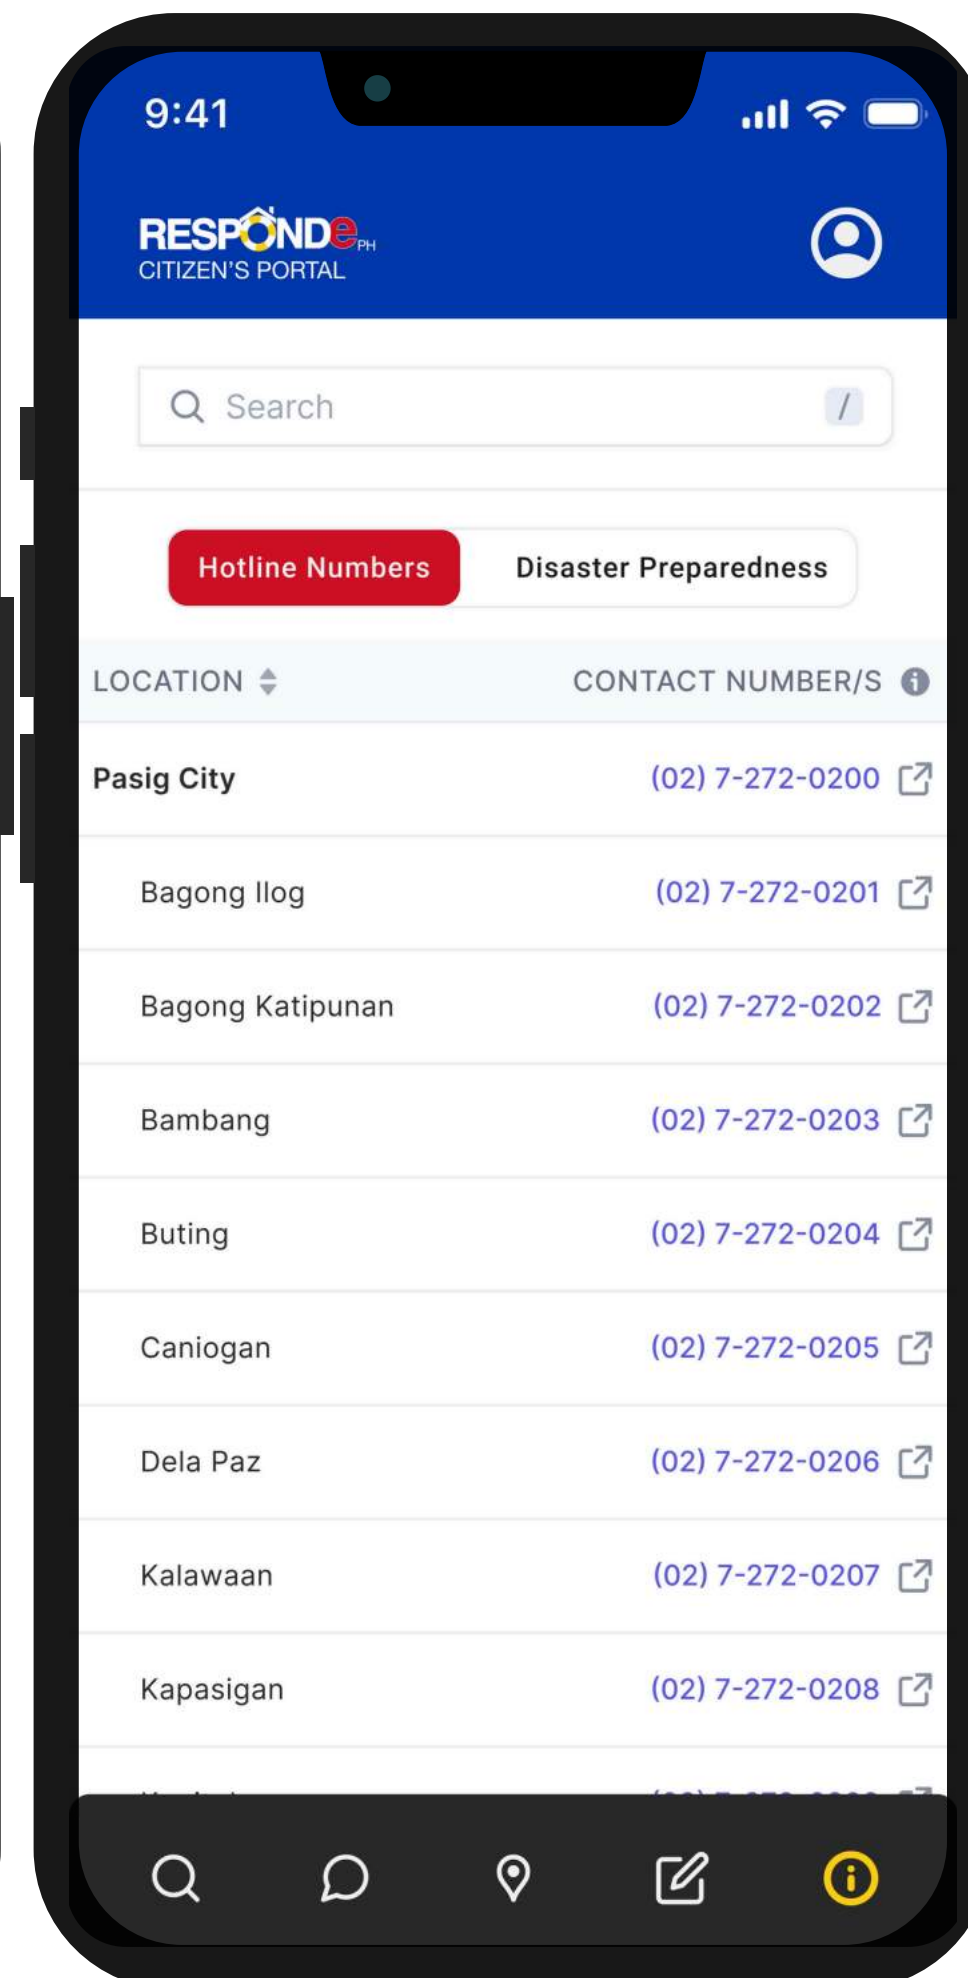 9:41
RESPONDe PH
CITIZEN'S PORTAL
Search /
Hotline Numbers Disaster Preparedness
LOCATION CONTACT NUMBER/S
Pasig City (02) 7-272-0200
Bagong Ilog (02) 7-272-0201
Bagong Katipunan (02) 7-272-0202
Bambang (02) 7-272-0203
Buting (02) 7-272-0204
Caniogan (02) 7-272-0205
Dela Paz (02) 7-272-0206
Kalawaan (02) 7-272-0207
Kapasigan (02) 7-272-0208